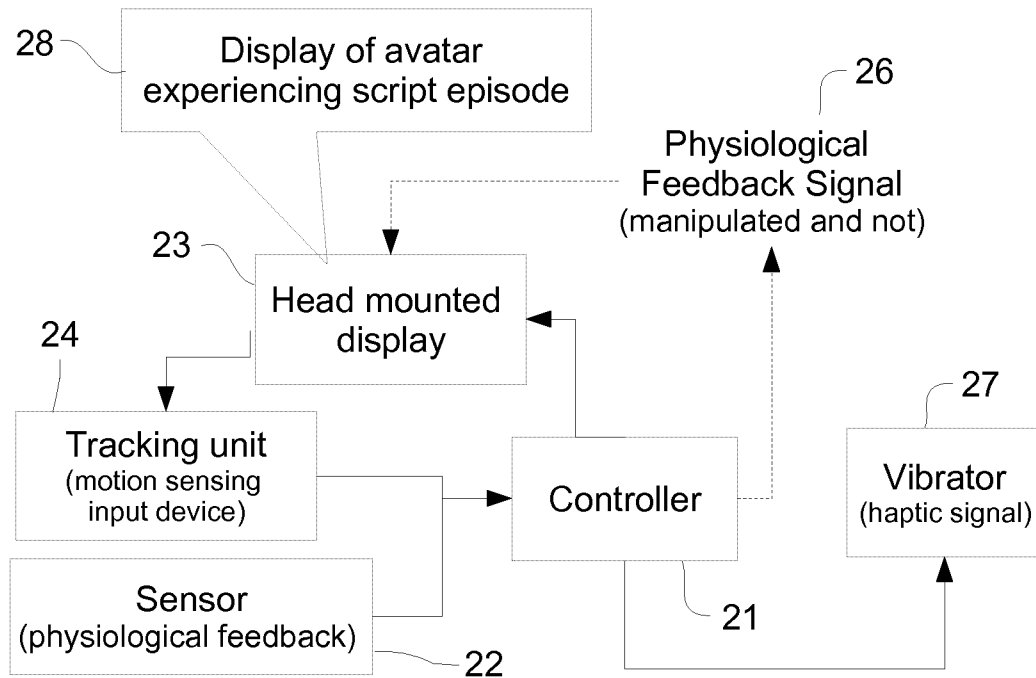 28
Display of avatar
experiencing script episode
26
Physiological
Feedback Signal
(manipulated and not)
23
Head mounted
display
24
Tracking unit
(motion sensing
input device)
27
Vibrator
(haptic signal)
Controller
21
Sensor
(physiological feedback)
22